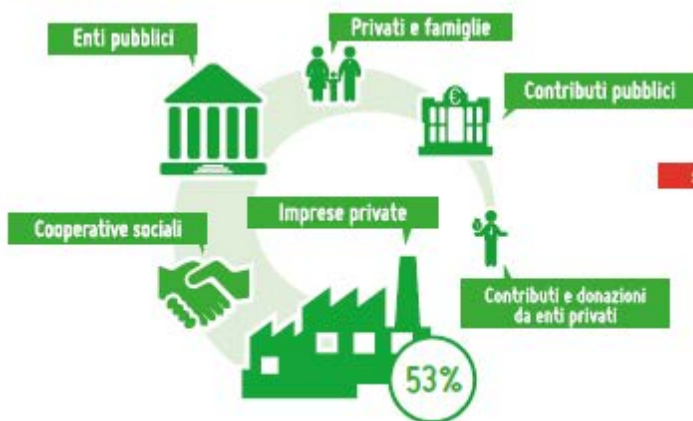 Enti pubblici
Privati e famiglie
Contributi pubblici
€
Cooperative sociali
Imprese private
Contributi e donazioni
da enti privati
53%